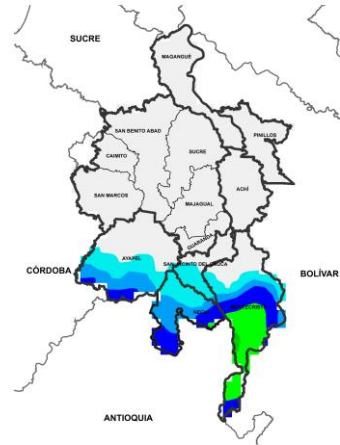 SUCRE
MAGANGUÉ
PINILLOS
SAN BENITO ABAD
SUCRE
CAIMITO
ACHÍ
SAN MARCOS
MAJAGUAL
GUARANDA
AYAPEL
SAN JACINTO DEL CAUCA
CÓRDOBA
BOLÍVAR
ANTIOQUIA